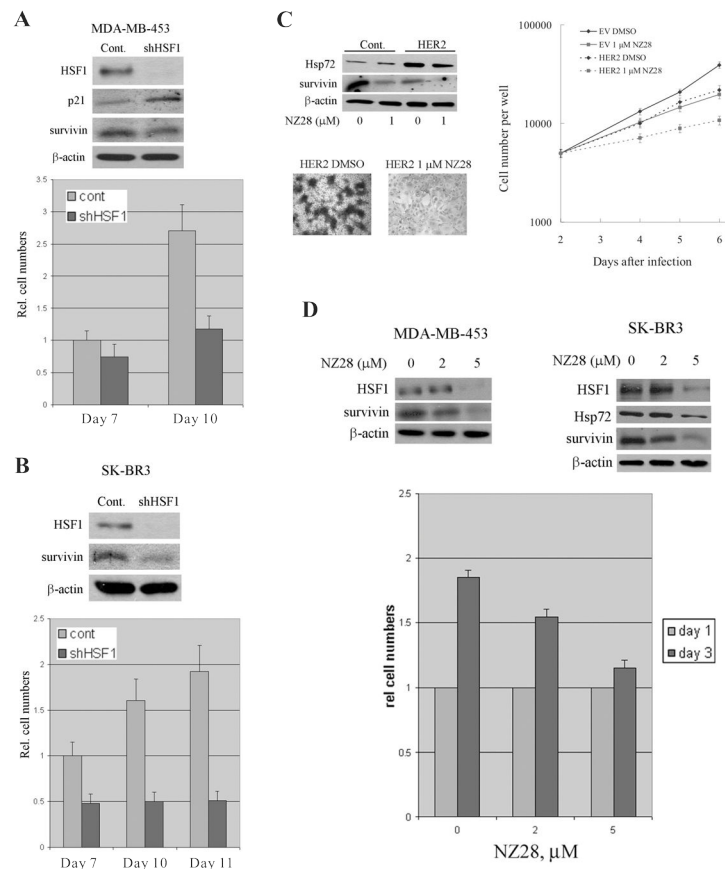 A
MDA-MB-453
Cont. shHSF1
HSF1
p21
survivin
β-actin
3.5
3
2.5
2
1.5
1
0.5
0
Rel. cell numbers
cont
shHSF1
Day 7 Day 10
B
SK-BR3
Cont. shHSF1
HSF1
survivin
β-actin
2.5
2
1.5
1
0.5
0
Rel. cell numbers
cont
shHSF1
Day 7 Day 10 Day 11
C
Cont. HER2
Hsp72
survivin
β-actin
NZ28 (μM) 0 1 0 1
HER2 DMSO HER2 1 μM NZ28
EV DMSO
EV 1 μM NZ28
HER2 DMSO
HER2 1 μM NZ28
100000
10000
1000
Cell number per well
2 3 4 5 6
Days after infection
D
MDA-MB-453
NZ28 (μM) 0 2 5
HSF1
survivin
β-actin
SK-BR3
NZ28 (μM) 0 2 5
HSF1
Hsp72
survivin
β-actin
2.5
2
1.5
1
0.5
0
rel cell numbers
day 1
day 3
0 2 5
NZ28, μM